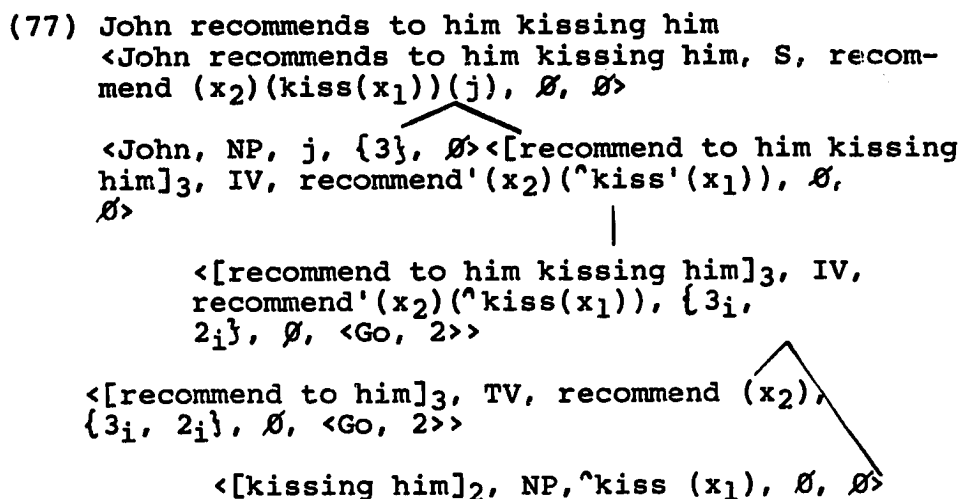 (77) John recommends to him kissing him
<John recommends to him kissing him, S, recom-
mend (x₂)(kiss(x₁))(j), Ø, Ø>
<John, NP, j, {3}, Ø><[recommend to him kissing
him]₃, IV, recommend'(x₂)(^kiss'(x₁)), Ø,
Ø>
<[recommend to him kissing him]₃, IV,
recommend'(x₂)(^kiss(x₁)), {3ᵢ,
2ᵢ}, Ø, <Go, 2>>
<[recommend to him]₃, TV, recommend (x₂),
{3ᵢ, 2ᵢ}, Ø, <Go, 2>>
<[kissing him]₂, NP,^kiss (x₁), Ø, Ø>